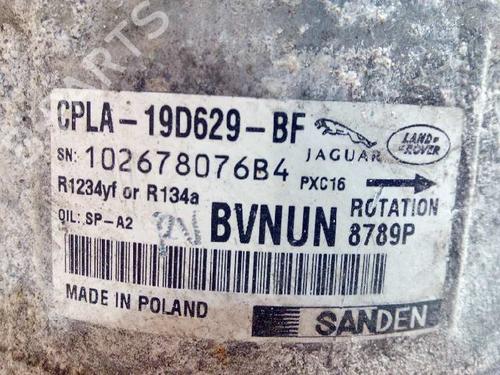 CPLA-19D629-BF
JAGUAR
LAND-
ROVER
SN: 102678076B4
PXC16
R1234yf or R134a
ROTATION
OIL: SP-A2
BVNUN 8789P
MADE IN POLAND
SANDEN